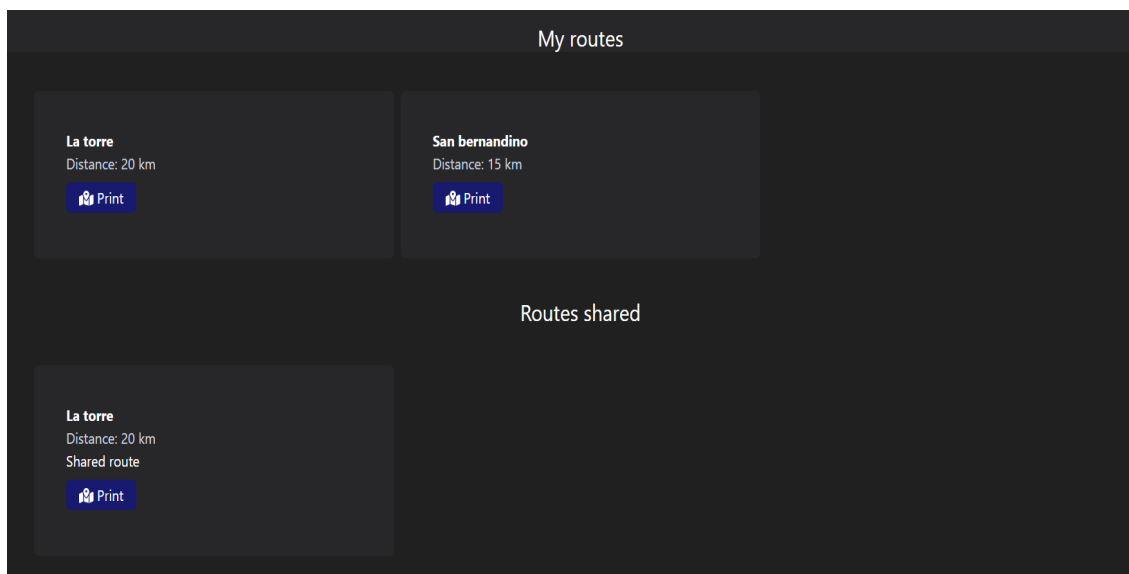 My routes
La torre
Distance: 20 km
Print
San bernandino
Distance: 15 km
Print
Routes shared
La torre
Distance: 20 km
Shared route
Print